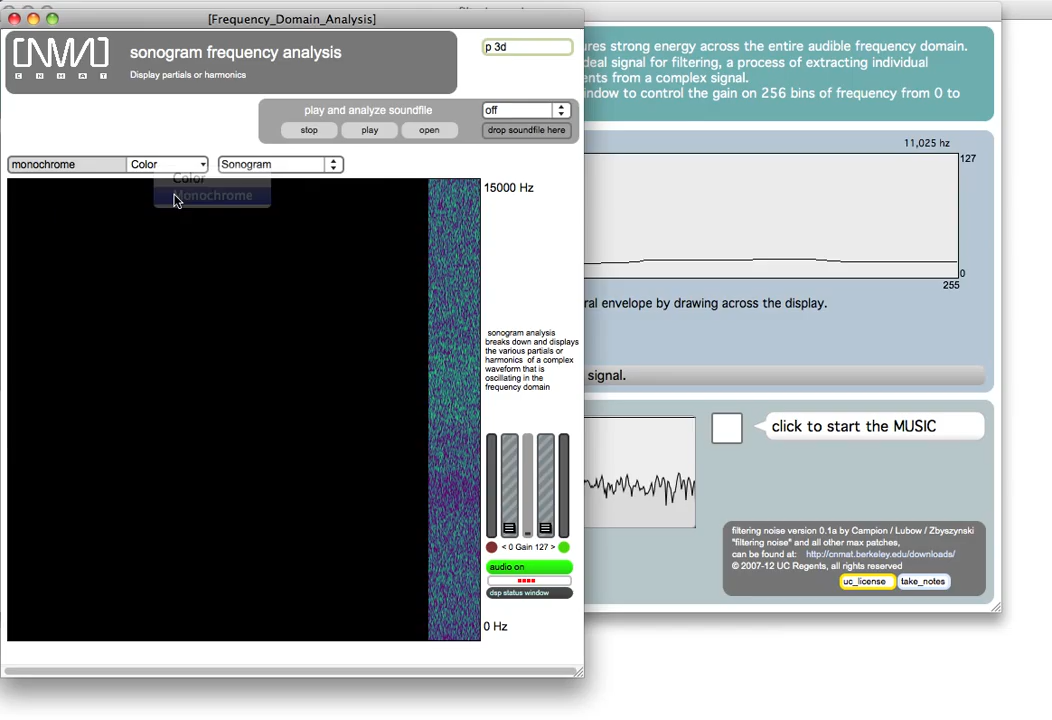 [Frequency_Domain_Analysis]
CNMAT
sonogram frequency analysis
Display partials or harmonics
p 3d
play and analyze soundfile
off
stop
play
open
drop soundfile here
monochrome
Color
Sonogram
Color
Monochrome
15000 Hz
sonogram analysis
breaks down and displays
the various partials or
harmonics of a complex
waveform that is
oscillating in the
frequency domain
< 0 Gain 127 >
audio on
dsp status window
0 Hz
ures strong energy across the entire audible frequency domain.
deal signal for filtering, a process of extracting individual
ents from a complex signal.
indow to control the gain on 256 bins of frequency from 0 to
11,025 hz
127
0
255
ral envelope by drawing across the display.
signal.
click to start the MUSIC
filtering noise version 0.1a by Campion / Lubow / Zbyszynski
"filtering noise" and all other max patches,
can be found at: http://cnmat.berkeley.edu/downloads/
© 2007-12 UC Regents, all rights reserved
uc_license
take_notes